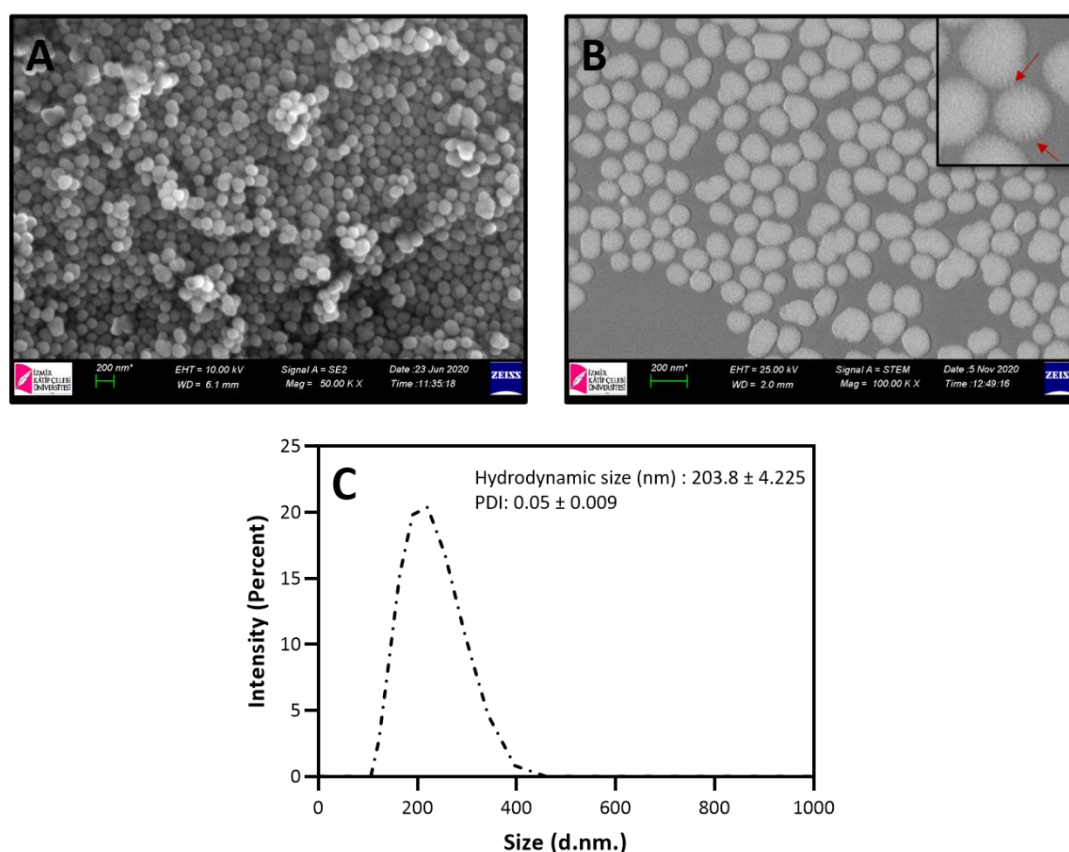 A
İZMİR
KÂTİP ÇELEBİ
ÜNİVERSİTESİ
200 nm*
EHT = 10.00 kV
WD = 6.1 mm
Signal A = SE2
Mag = 50.00 K X
Date :23 Jun 2020
Time :11:35:18
ZEISS
B
İZMİR
KÂTİP ÇELEBİ
ÜNİVERSİTESİ
200 nm*
EHT = 25.00 kV
WD = 2.0 mm
Signal A = STEM
Mag = 100.00 K X
Date :5 Nov 2020
Time :12:49:16
ZEISS
C
Hydrodynamic size (nm) : 203.8 ± 4.225
PDI: 0.05 ± 0.009
Intensity (Percent)
25
20
15
10
5
0
0 200 400 600 800 1000
Size (d.nm.)